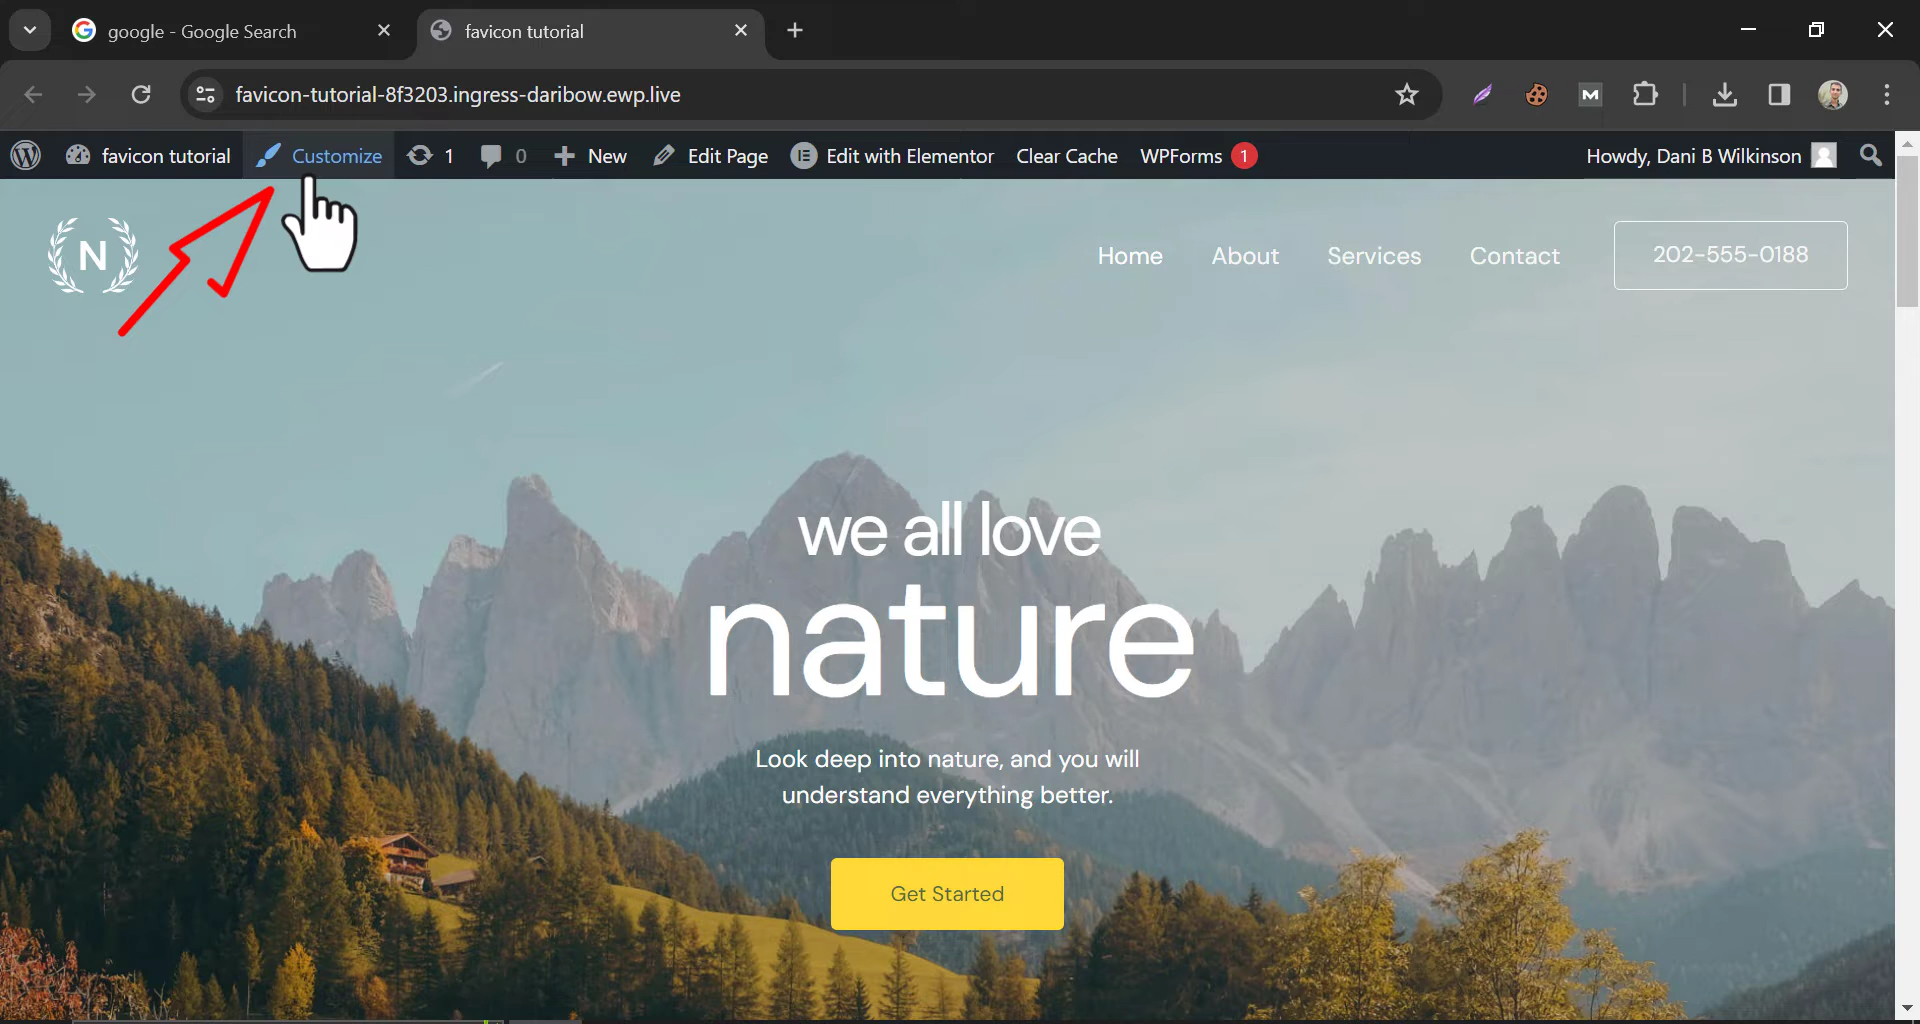 google - Google Search
favicon tutorial
favicon-tutorial-8f3203.ingress-daribow.ewp.live
favicon tutorial Customize 1 0 New Edit Page Edit with Elementor Clear Cache WPForms 1 Howdy, Dani B Wilkinson
N Home About Services Contact 202-555-0188
we all love
nature
Look deep into nature, and you will
understand everything better.
Get Started